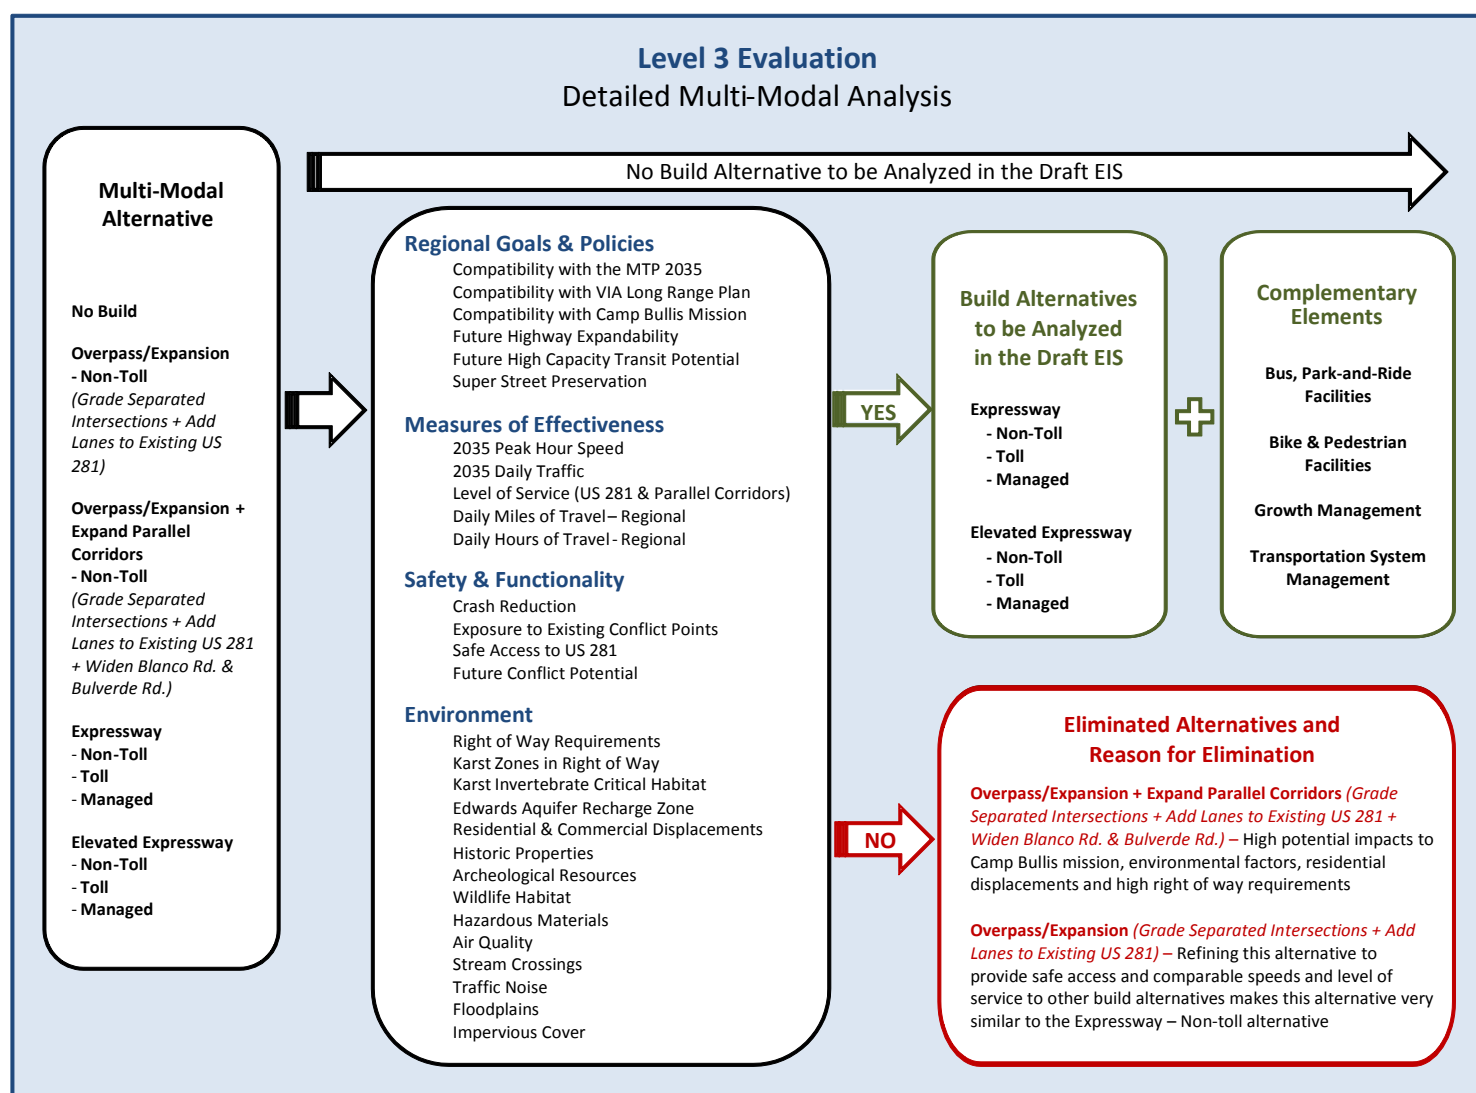 Level 3 Evaluation
Detailed Multi-Modal Analysis
No Build Alternative to be Analyzed in the Draft EIS
Multi-Modal
Alternative
No Build
Overpass/Expansion
- Non-Toll
(Grade Separated
Intersections + Add
Lanes to Existing US
281)
Overpass/Expansion +
Expand Parallel
Corridors
- Non-Toll
(Grade Separated
Intersections + Add
Lanes to Existing US 281
+ Widen Blanco Rd. &
Bulverde Rd.)
Expressway
- Non-Toll
- Toll
- Managed
Elevated Expressway
- Non-Toll
- Toll
- Managed
Regional Goals & Policies
Compatibility with the MTP 2035
Compatibility with VIA Long Range Plan
Compatibility with Camp Bullis Mission
Future Highway Expandability
Future High Capacity Transit Potential
Super Street Preservation
Measures of Effectiveness
2035 Peak Hour Speed
2035 Daily Traffic
Level of Service (US 281 & Parallel Corridors)
Daily Miles of Travel – Regional
Daily Hours of Travel - Regional
Safety & Functionality
Crash Reduction
Exposure to Existing Conflict Points
Safe Access to US 281
Future Conflict Potential
Environment
Right of Way Requirements
Karst Zones in Right of Way
Karst Invertebrate Critical Habitat
Edwards Aquifer Recharge Zone
Residential & Commercial Displacements
Historic Properties
Archeological Resources
Wildlife Habitat
Hazardous Materials
Air Quality
Stream Crossings
Traffic Noise
Floodplains
Impervious Cover
YES
Build Alternatives
to be Analyzed
in the Draft EIS
Expressway
- Non-Toll
- Toll
- Managed
Elevated Expressway
- Non-Toll
- Toll
- Managed
Complementary
Elements
Bus, Park-and-Ride
Facilities
Bike & Pedestrian
Facilities
Growth Management
Transportation System
Management
NO
Eliminated Alternatives and
Reason for Elimination
Overpass/Expansion + Expand Parallel Corridors (Grade
Separated Intersections + Add Lanes to Existing US 281 +
Widen Blanco Rd. & Bulverde Rd.) – High potential impacts to
Camp Bullis mission, environmental factors, residential
displacements and high right of way requirements
Overpass/Expansion (Grade Separated Intersections + Add
Lanes to Existing US 281) – Refining this alternative to
provide safe access and comparable speeds and level of
service to other build alternatives makes this alternative very
similar to the Expressway – Non-toll alternative